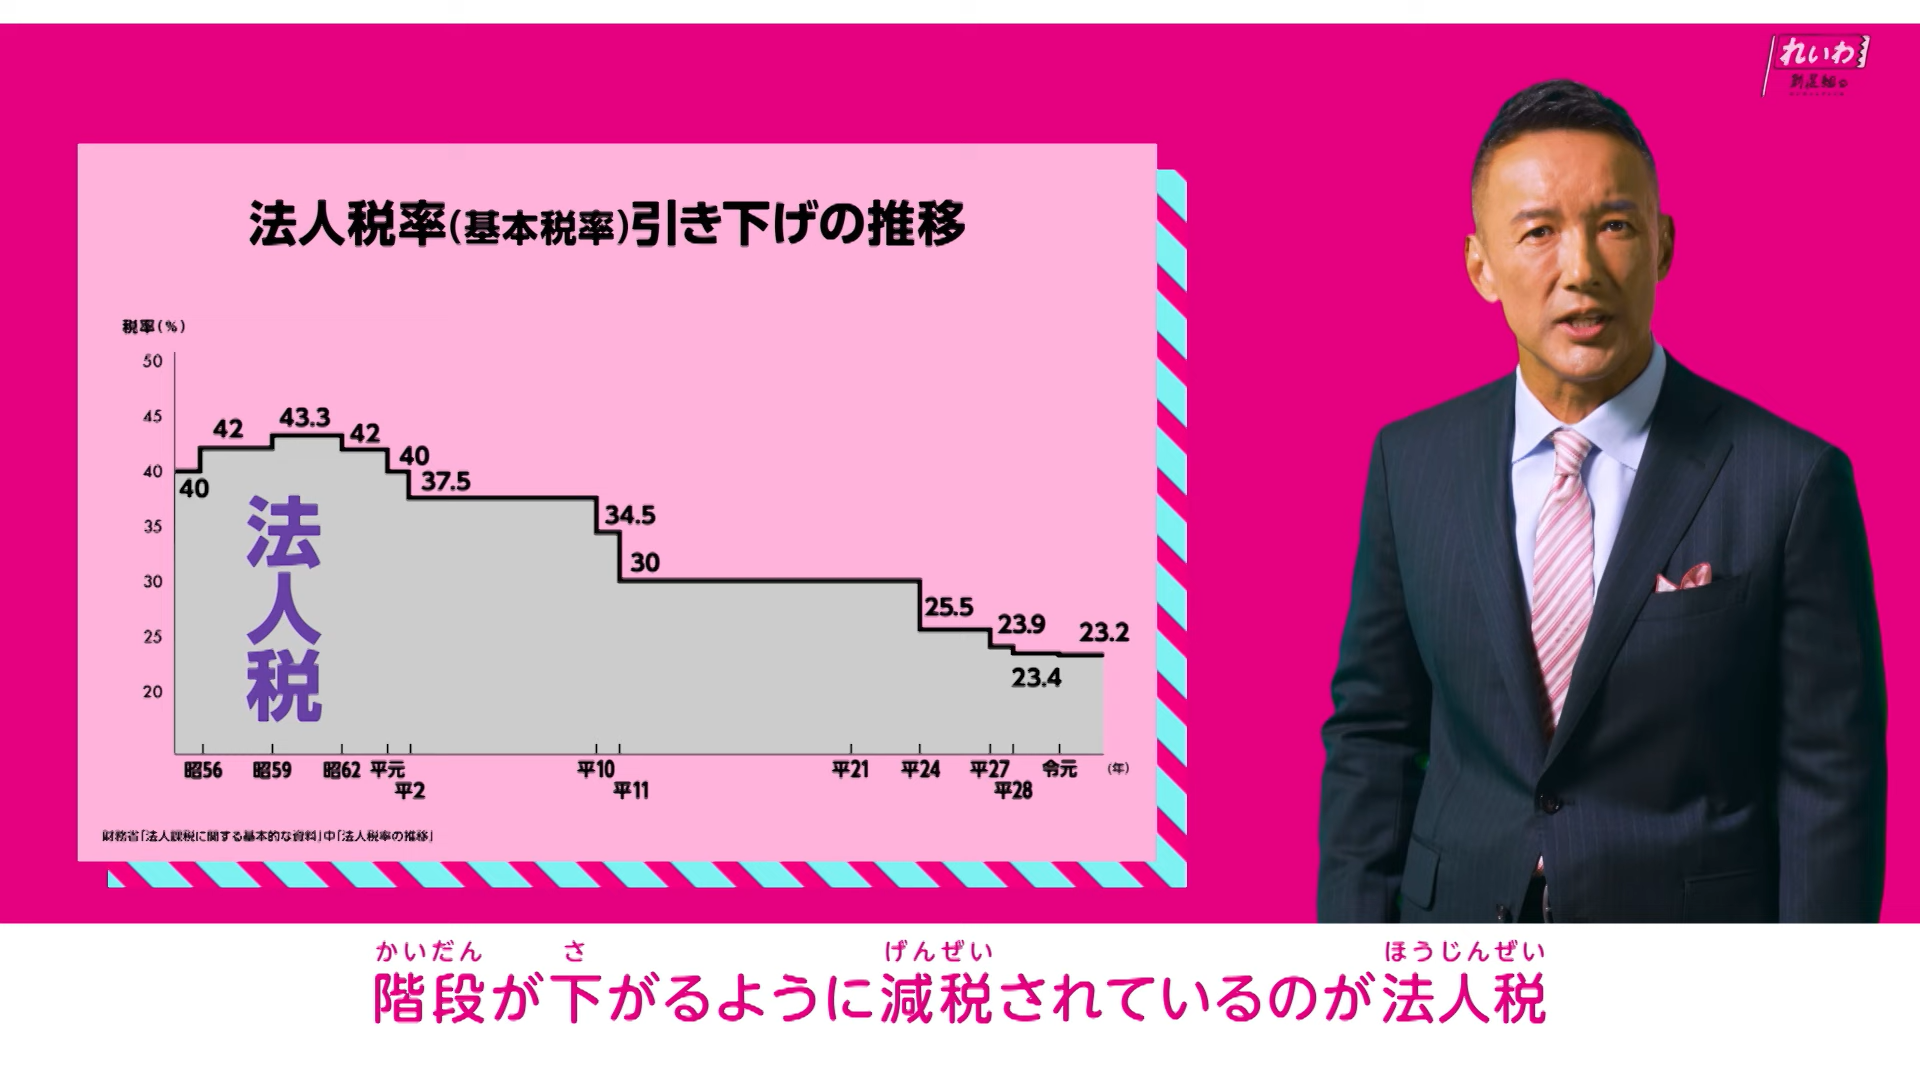 れいわ
新選組
法人税率(基本税率)引き下げの推移
税率(%)
50
45
40
35
30
25
20
40
42
43.3
42
40
37.5
34.5
30
25.5
23.9
23.4
23.2
法人税
昭56
昭59
昭62
平元
平2
平10
平11
平21
平24
平27
平28
令元
(年)
財務省「法人課税に関する基本的な資料」中「法人税率の推移」
かいだん さ げんぜい ほうじんぜい
階段が下がるように減税されているのが法人税